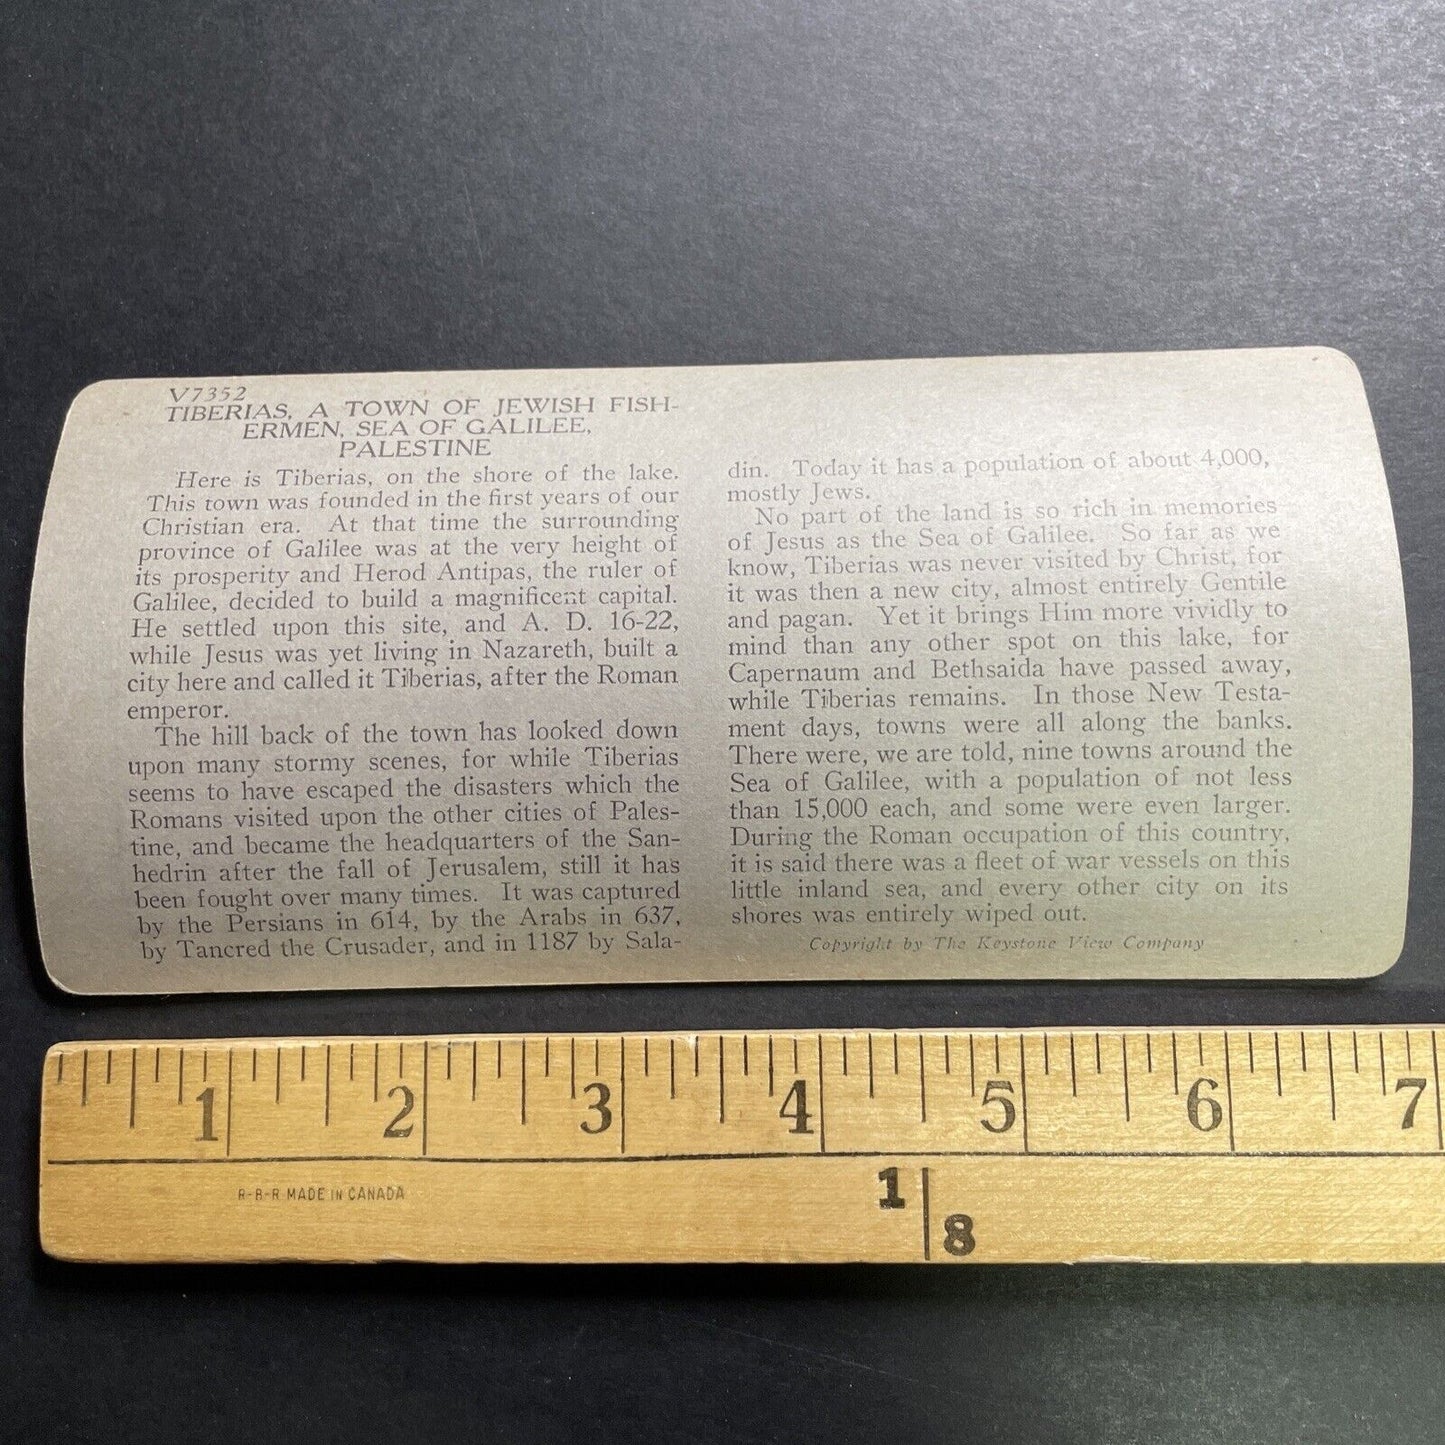 V7352
TIBERIAS, A TOWN OF JEWISH FISH-
ERMEN, SEA OF GALILEE,
PALESTINE
Here is Tiberias, on the shore of the lake.
This town was founded in the first years of our
Christian era. At that time the surrounding
province of Galilee was at the very height of
its prosperity and Herod Antipas, the ruler of
Galilee, decided to build a magnificent capital.
He settled upon this site, and A. D. 16-22,
while Jesus was yet living in Nazareth, built a
city here and called it Tiberias, after the Roman
emperor.
The hill back of the town has looked down
upon many stormy scenes, for while Tiberias
seems to have escaped the disasters which the
Romans visited upon the other cities of Pales-
tine, and became the headquarters of the San-
hedrin after the fall of Jerusalem, still it has
been fought over many times. It was captured
by the Persians in 614, by the Arabs in 637,
by Tancred the Crusader, and in 1187 by Sala-
din. Today it has a population of about 4,000,
mostly Jews.
No part of the land is so rich in memories
of Jesus as the Sea of Galilee. So far as we
know, Tiberias was never visited by Christ, for
it was then a new city, almost entirely Gentile
and pagan. Yet it brings Him more vividly to
mind than any other spot on this lake, for
Capernaum and Bethsaida have passed away,
while Tiberias remains. In those New Testa-
ment days, towns were all along the banks.
There were, we are told, nine towns around the
Sea of Galilee, with a population of not less
than 15,000 each, and some were even larger.
During the Roman occupation of this country,
it is said there was a fleet of war vessels on this
little inland sea, and every other city on its
shores was entirely wiped out.
Copyright by The Keystone View Company
1 2 3 4 5 6 7
R-B-R MADE IN CANADA
1
8